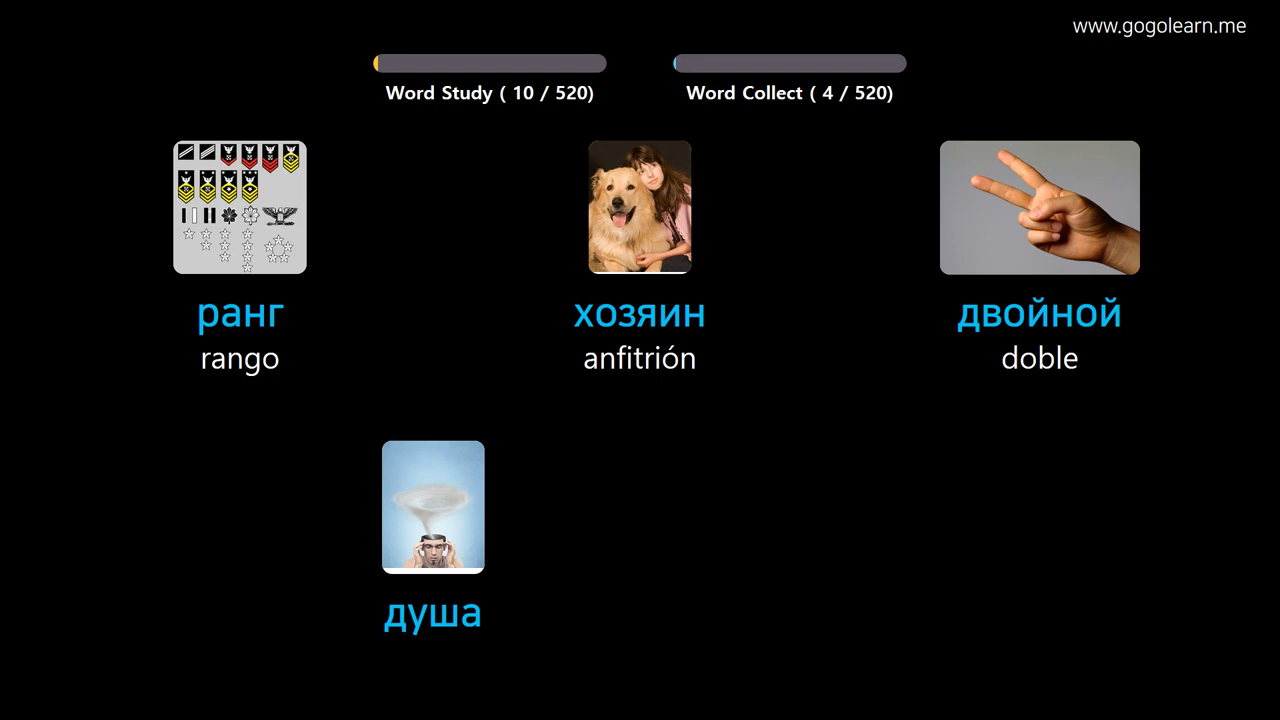 www.gogolearn.me
Word Study ( 10 / 520)
Word Collect ( 4 / 520)
ранг
rango
хозяин
anfitrión
двойной
doble
душа